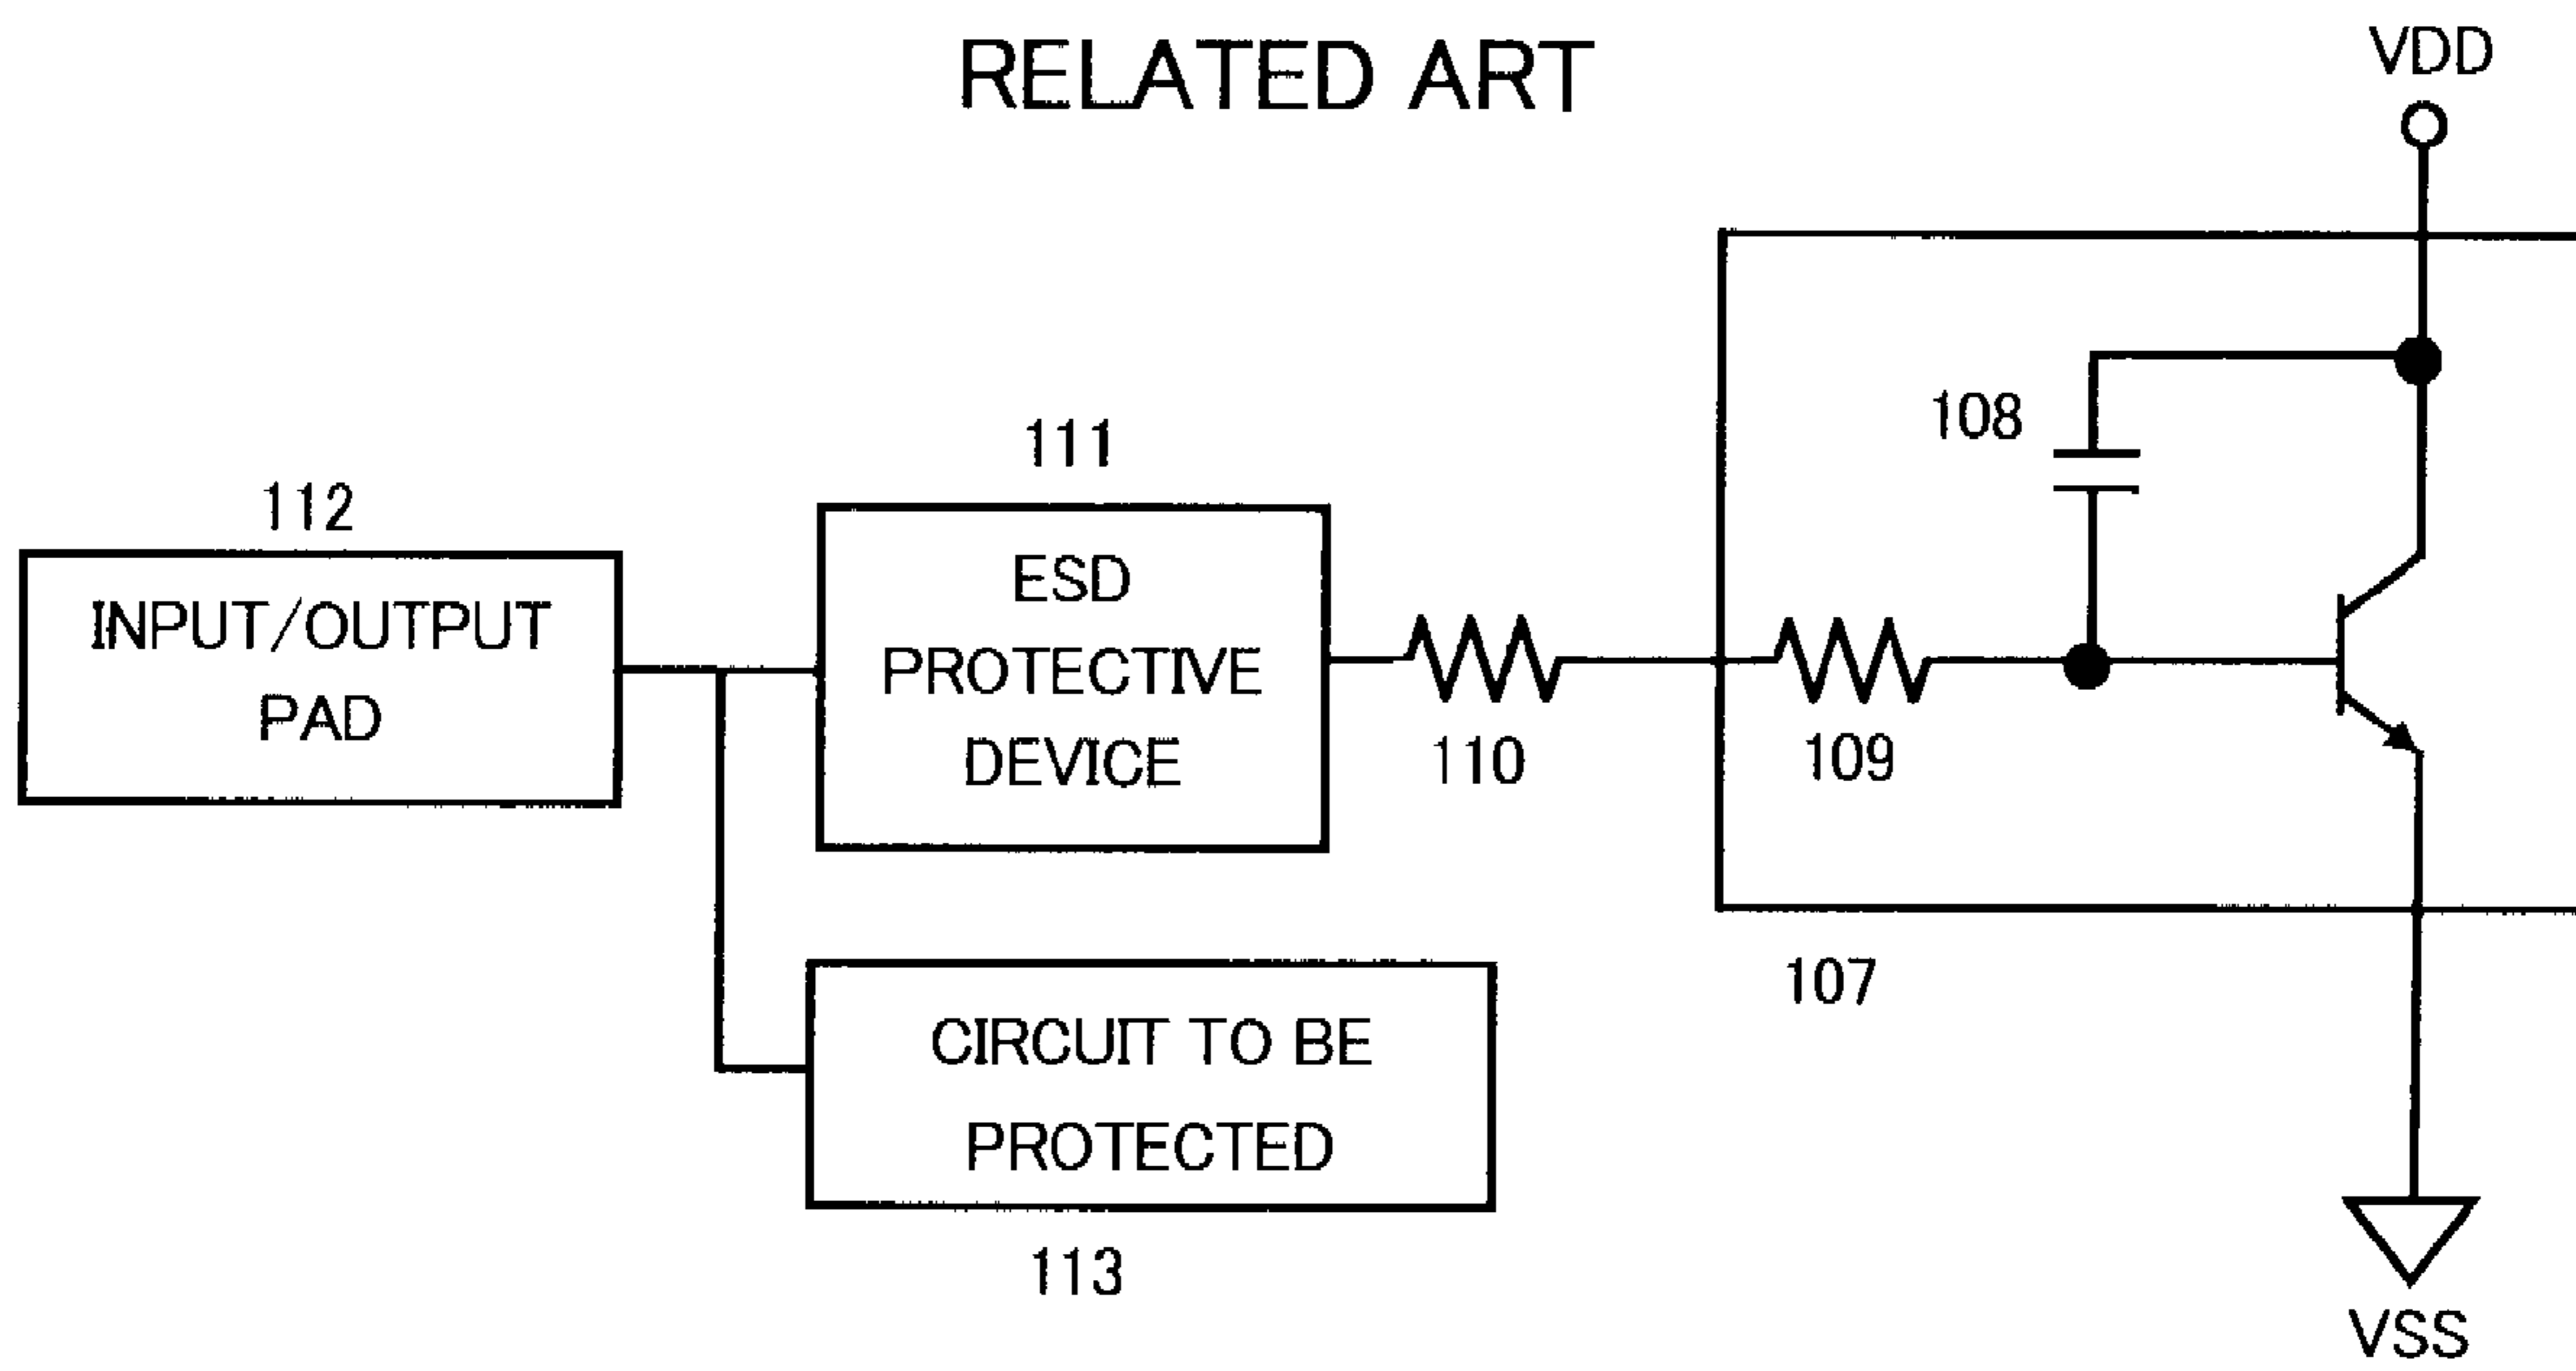 RELATED ART
VDD
108
111
112
ESD
PROTECTIVE
DEVICE
INPUT/OUTPUT
PAD
110
109
107
CIRCUIT TO BE
PROTECTED
113
VSS